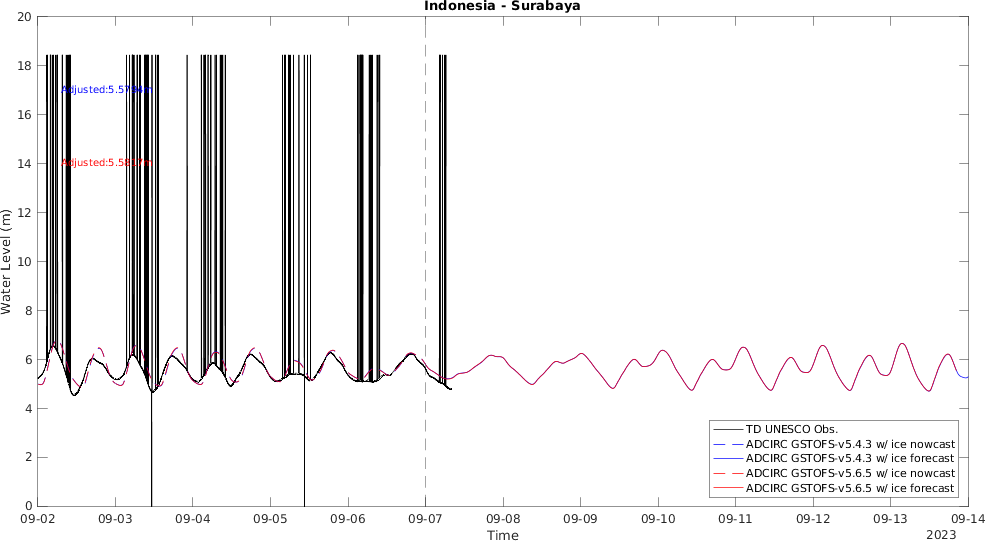 Indonesia - Surabaya
20
18
16
14
12
10
8
6
4
2
0
Water Level (m)
TD UNESCO Obs.
ADCIRC GSTOFS-v5.4.3 w/ ice nowcast
ADCIRC GSTOFS-v5.4.3 w/ ice forecast
ADCIRC GSTOFS-v5.6.5 w/ ice nowcast
ADCIRC GSTOFS-v5.6.5 w/ ice forecast
09-02 09-03 09-04 09-05 09-06 09-07 09-08 09-09 09-10 09-11 09-12 09-13 09-14
Time
2023